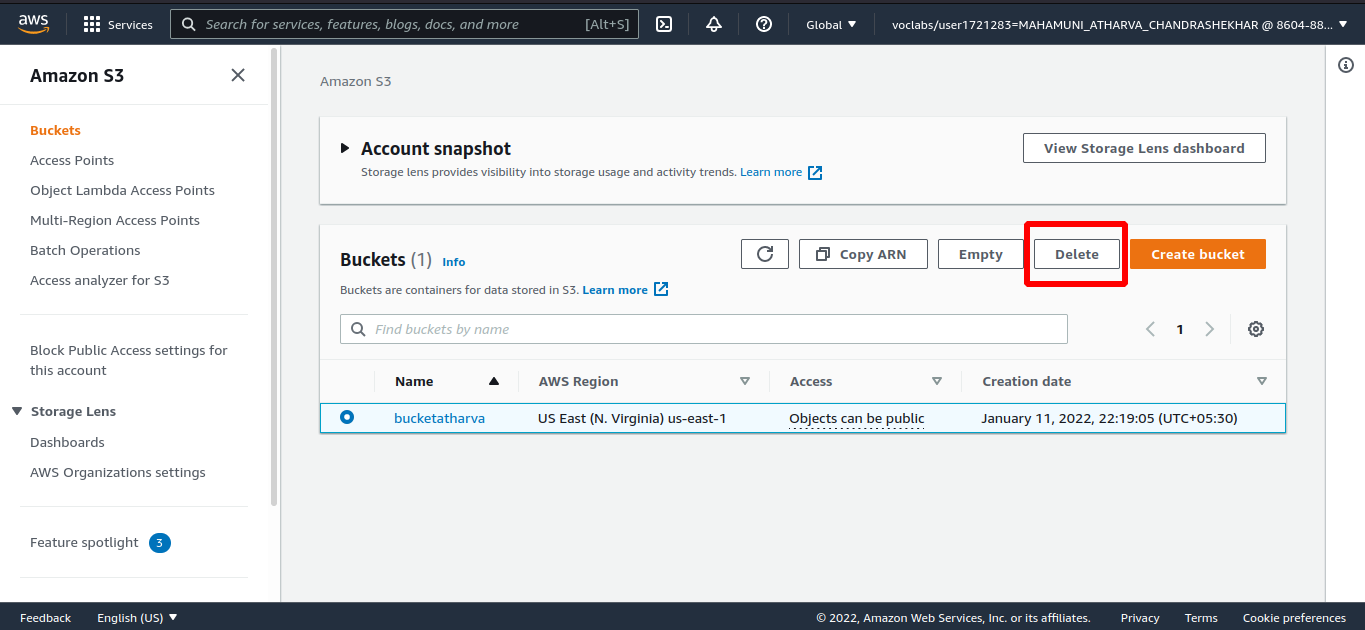 aws
Services
Search for services, features, blogs, docs, and more
[Alt+S]
Global
voclabs/user1721283=MAHAMUNI_ATHARVA_CHANDRASHEKHAR @ 8604-88...
Amazon S3
Buckets
Access Points
Object Lambda Access Points
Multi-Region Access Points
Batch Operations
Access analyzer for S3
Block Public Access settings for
this account
Storage Lens
Dashboards
AWS Organizations settings
Feature spotlight 3
Amazon S3
Account snapshot
View Storage Lens dashboard
Storage lens provides visibility into storage usage and activity trends. Learn more
Buckets (1) Info
Copy ARN
Empty
Delete
Create bucket
Buckets are containers for data stored in S3. Learn more
Find buckets by name
1
Name AWS Region Access Creation date
bucketatharva US East (N. Virginia) us-east-1 Objects can be public January 11, 2022, 22:19:05 (UTC+05:30)
Feedback English (US) © 2022, Amazon Web Services, Inc. or its affiliates. Privacy Terms Cookie preferences